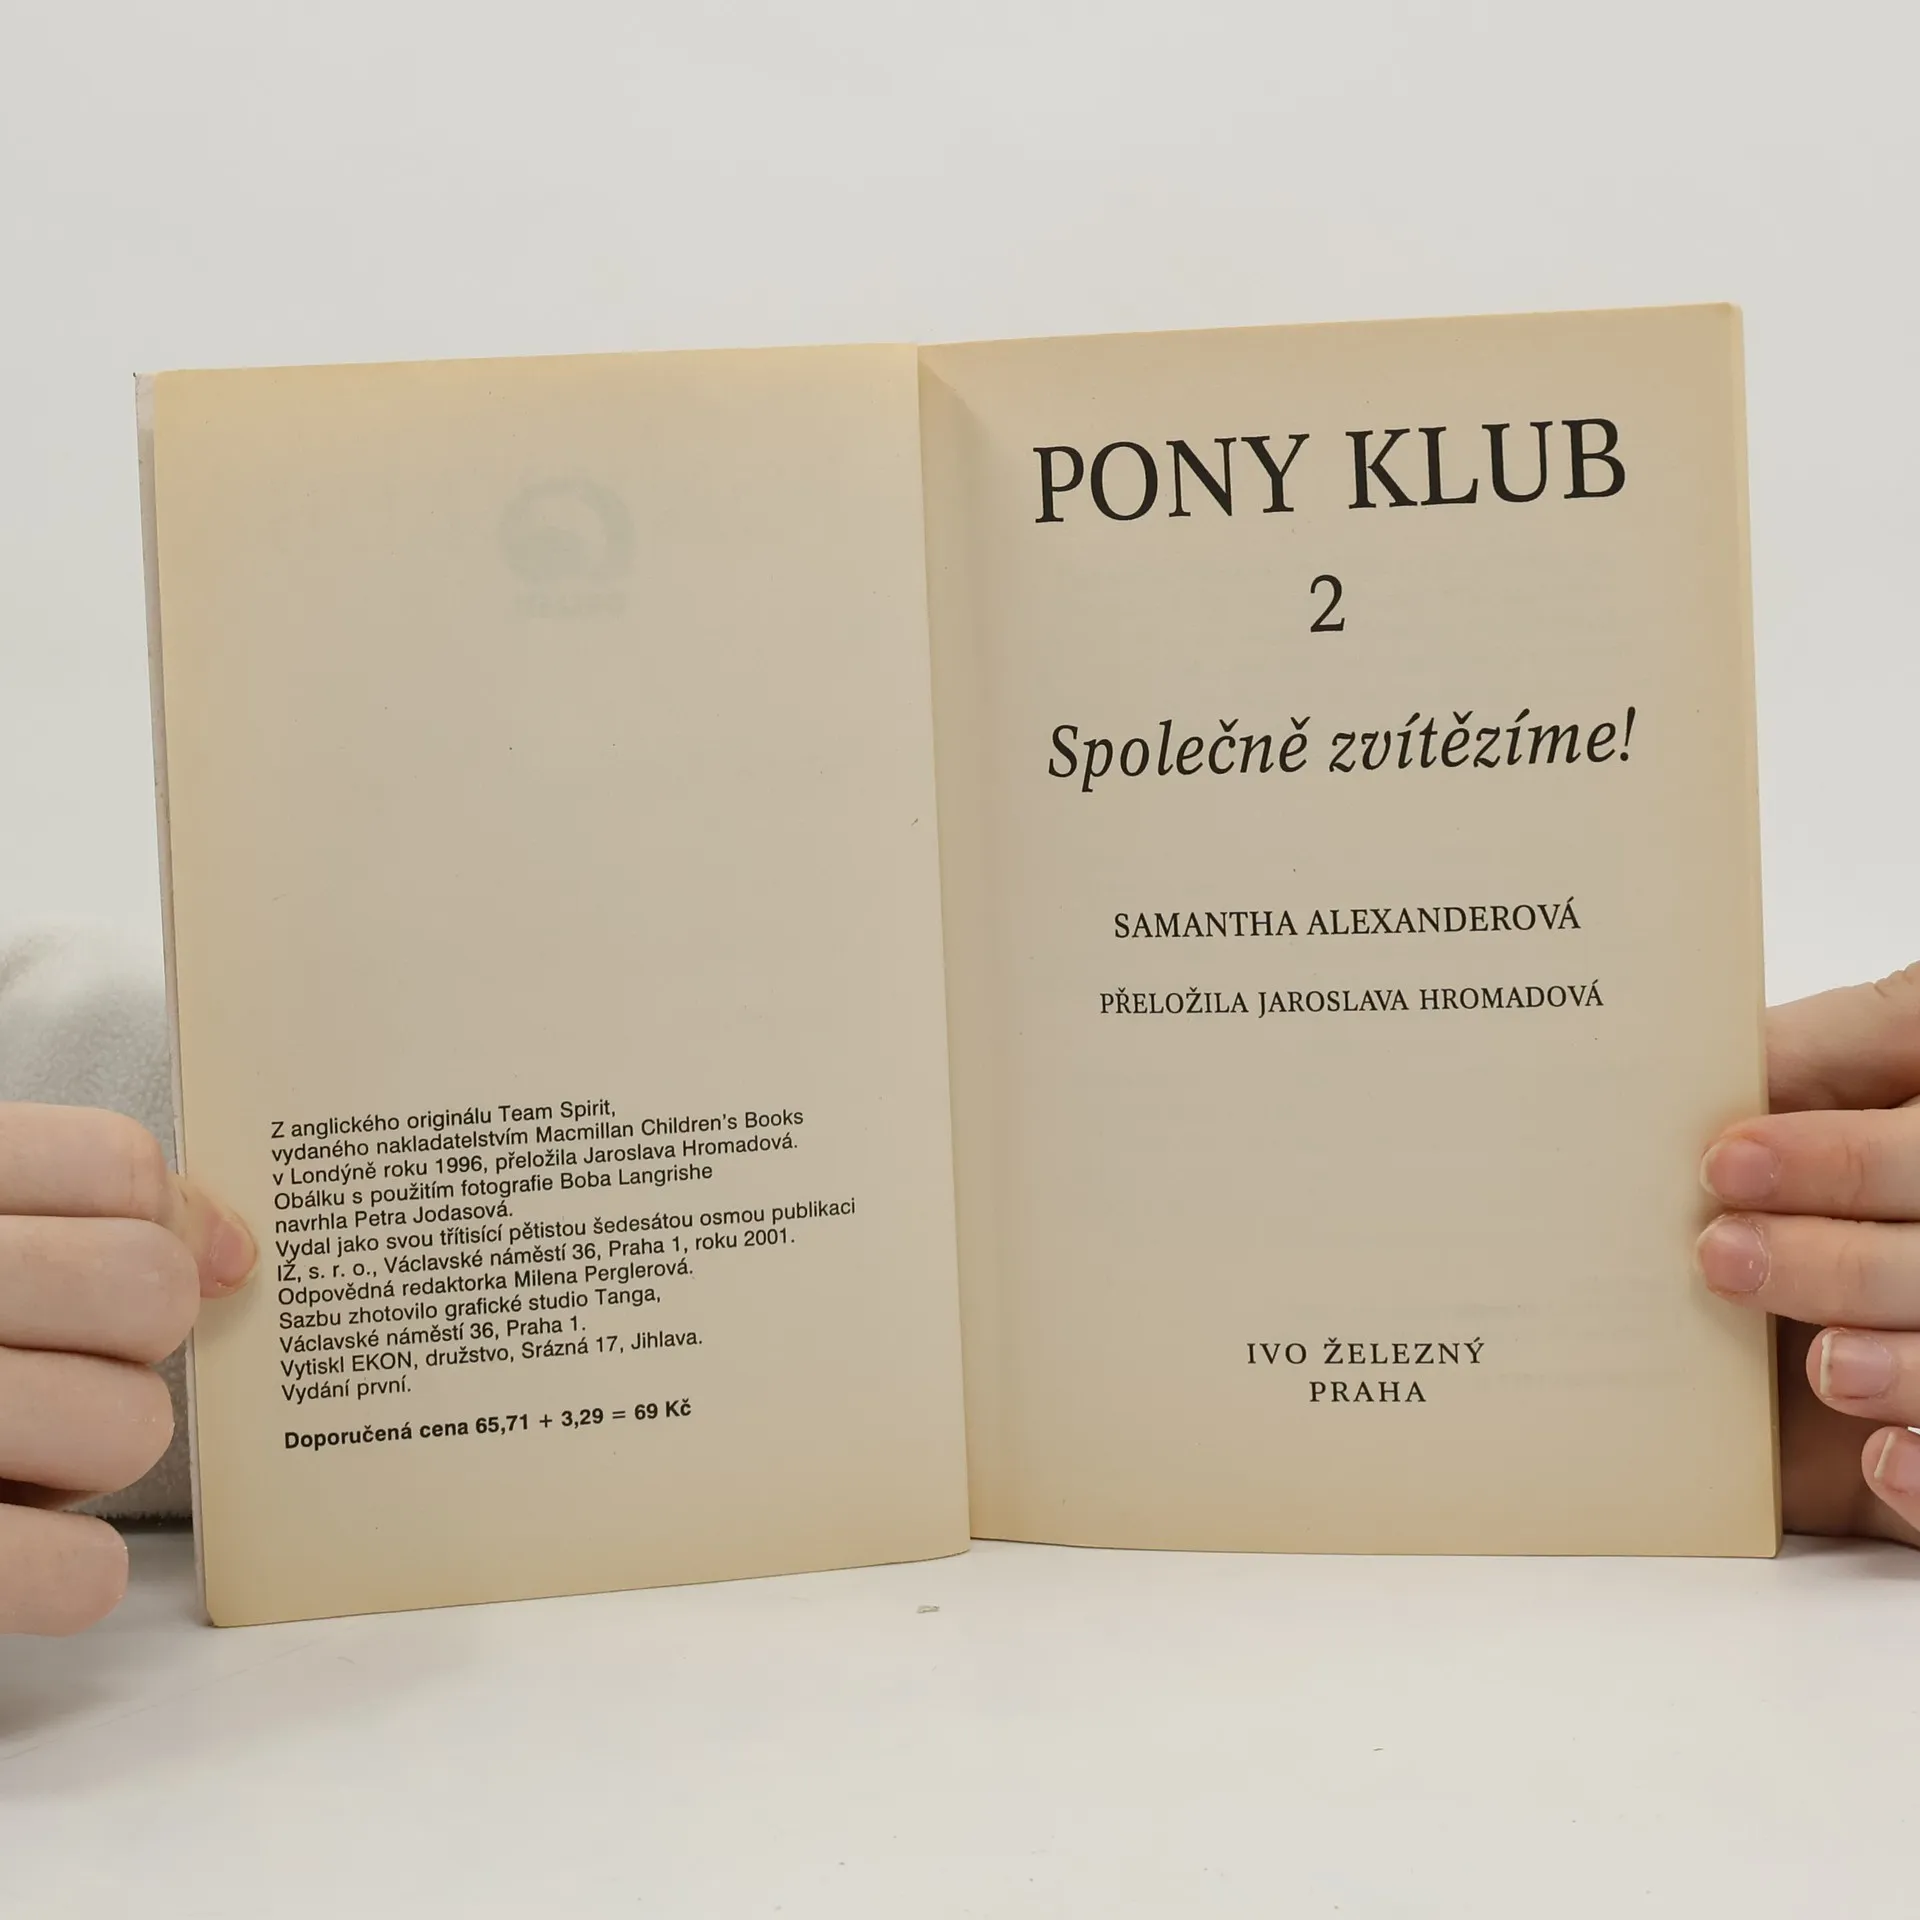 Z anglického originálu Team Spirit,
vydaného nakladatelstvím Macmillan Children's Books
v Londýně roku 1996, přeložila Jaroslava Hromadová.
Obálku s použitím fotografie Boba Langrishe
navrhla Petra Jodasová.
Vydal jako svou třítisící pětistou šedesátou osmou publikaci
IŽ, s. r. o., Václavské náměstí 36, Praha 1, roku 2001.
Odpovědná redaktorka Milena Perglerová.
Sazbu zhotovilo grafické studio Tanga,
Václavské náměstí 36, Praha 1.
Vytiskl EKON, družstvo, Srázná 17, Jihlava.
Vydání první.
Doporučená cena 65,71 + 3,29 = 69 Kč
PONY KLUB
2
Společně zvítězíme!
SAMANTHA ALEXANDEROVÁ
PŘELOŽILA JAROSLAVA HROMADOVÁ
IVO ŽELEZNÝ
PRAHA